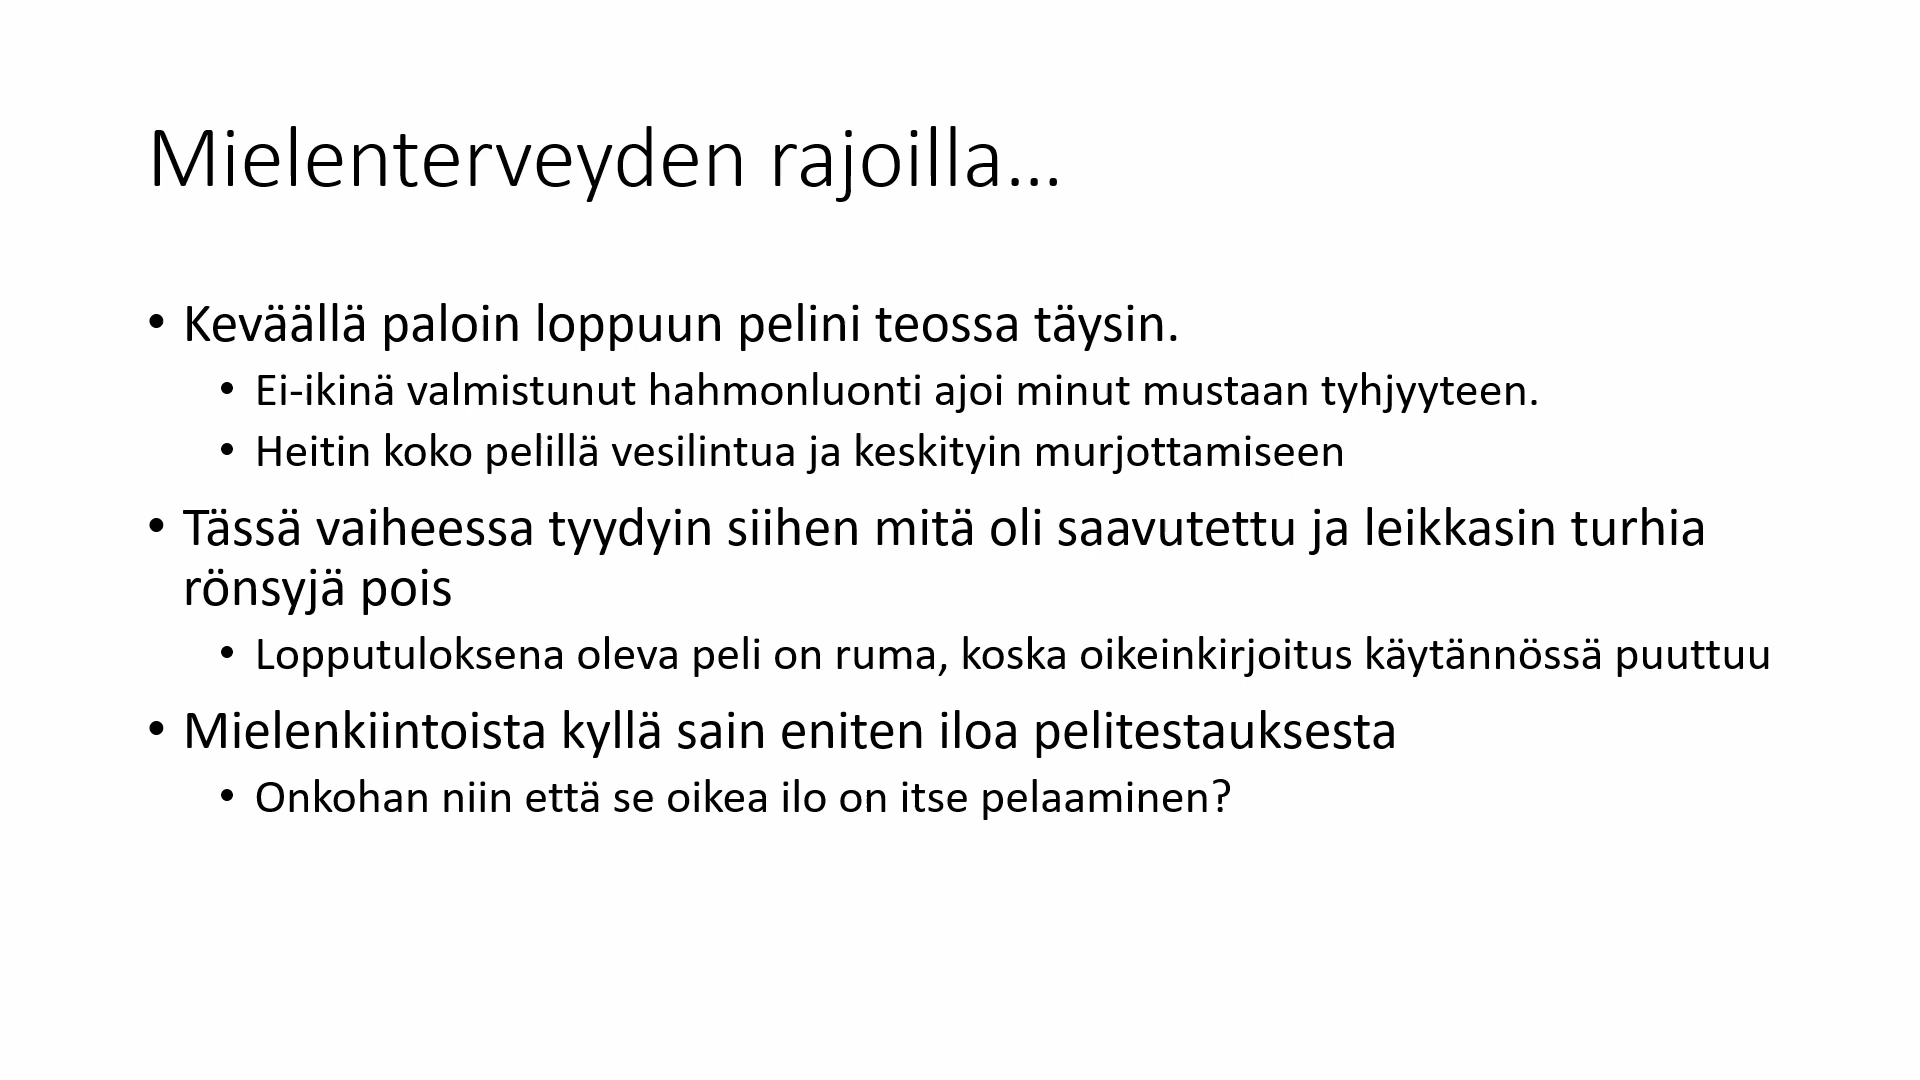 Mielenterveyden rajoilla…
• Keväällä paloin loppuun pelini teossa täysin.
• Ei-ikinä valmistunut hahmonluonti ajoi minut mustaan tyhjyyteen.
• Heitin koko pelillä vesilintua ja keskityin murjottamiseen
• Tässä vaiheessa tyydyin siihen mitä oli saavutettu ja leikkasin turhia
rönsyjä pois
• Lopputuloksena oleva peli on ruma, koska oikeinkirjoitus käytännössä puuttuu
• Mielenkiintoista kyllä sain eniten iloa pelitestauksesta
• Onkohan niin että se oikea ilo on itse pelaaminen?